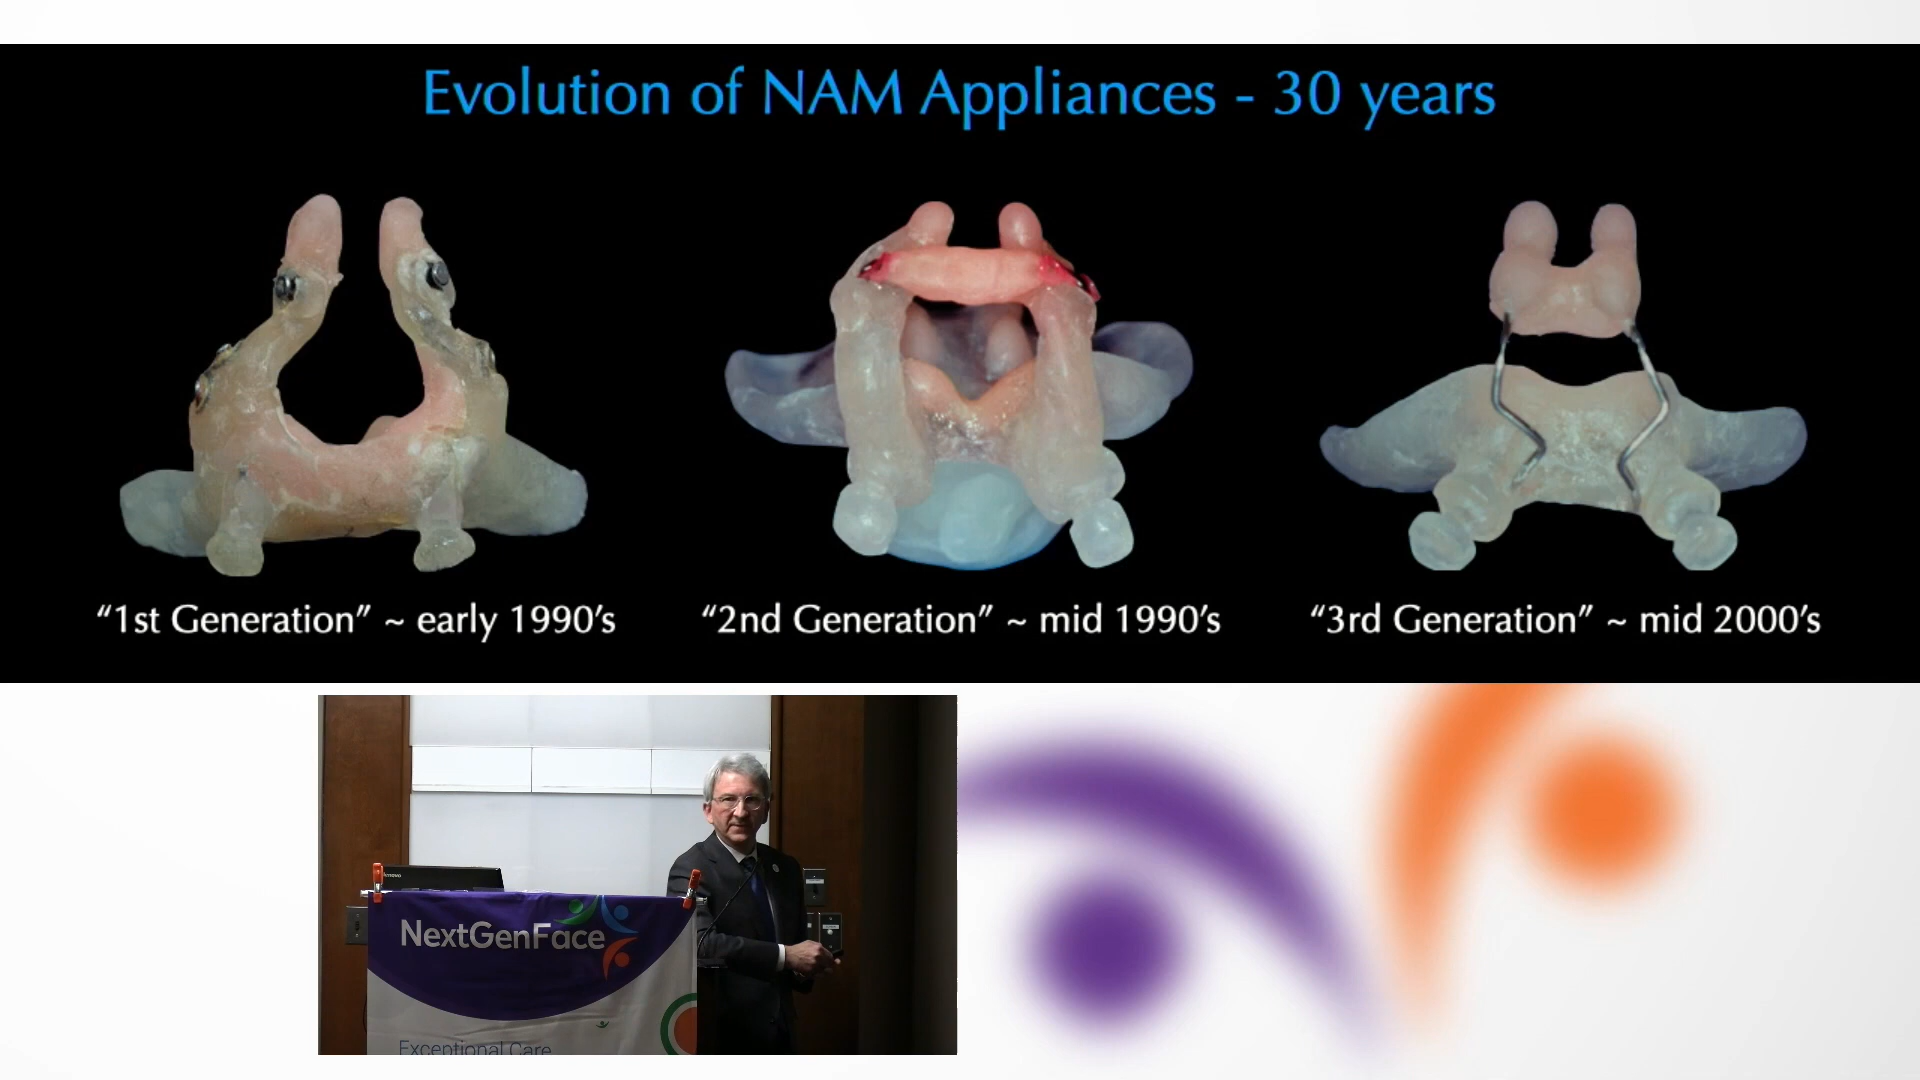 Evolution of NAM Appliances - 30 years
“1st Generation” ~ early 1990’s
“2nd Generation” ~ mid 1990’s
“3rd Generation” ~ mid 2000’s
lenovo
NextGenFace
Exceptional Care